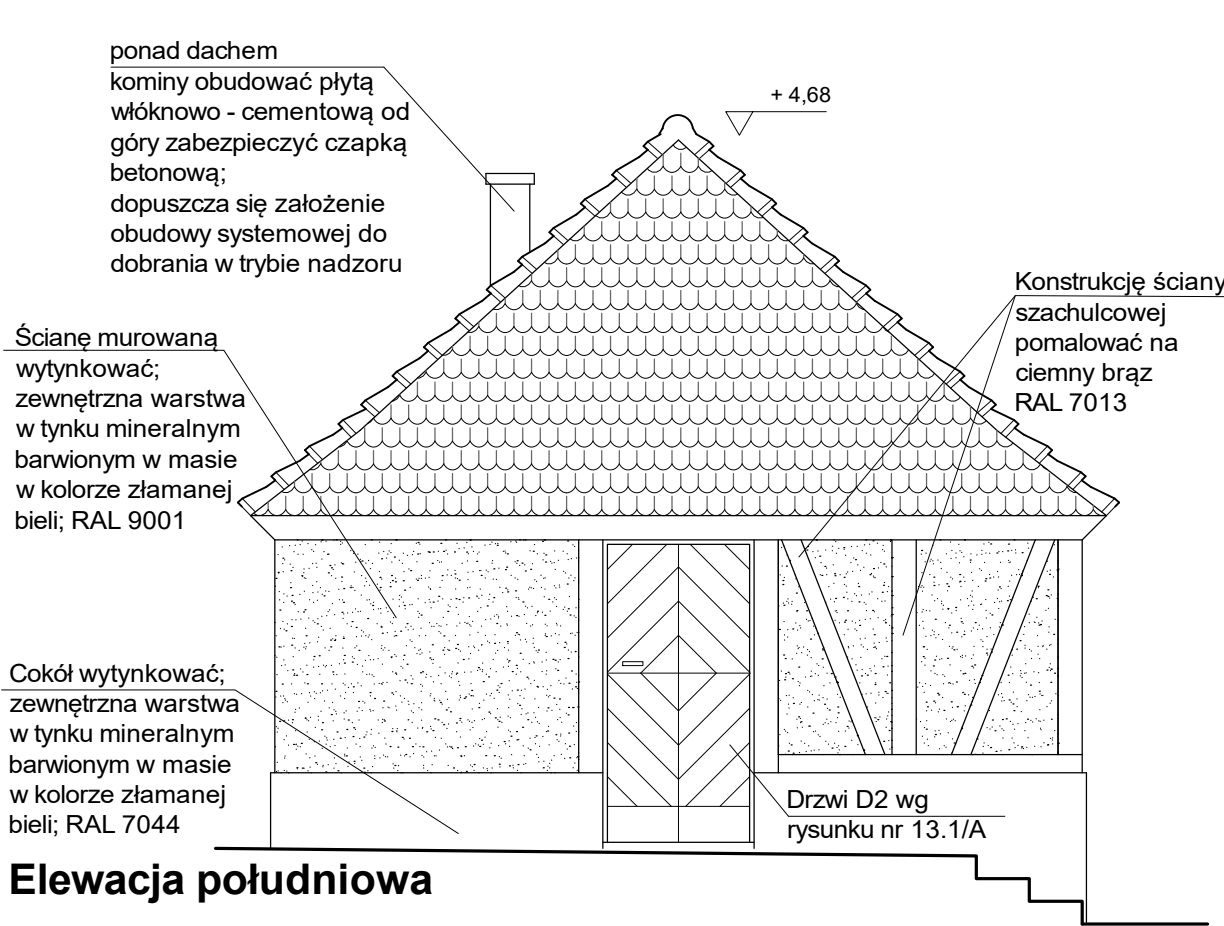 ponad dachem
kominy obudować płytą
włóknowo - cementową od
góry zabezpieczyć czapką
betonową;
dopuszcza się założenie
obudowy systemowej do
dobrania w trybie nadzoru
+ 4,68
Konstrukcję ściany
szachulcowej
pomalować na
ciemny brąz
RAL 7013
Ścianę murowaną
wytynkować;
zewnętrzna warstwa
w tynku mineralnym
barwionym w masie
w kolorze złamanej
bieli; RAL 9001
Cokół wytynkować;
zewnętrzna warstwa
w tynku mineralnym
barwionym w masie
w kolorze złamanej
bieli; RAL 7044
Drzwi D2 wg
rysunku nr 13.1/A
Elewacja południowa